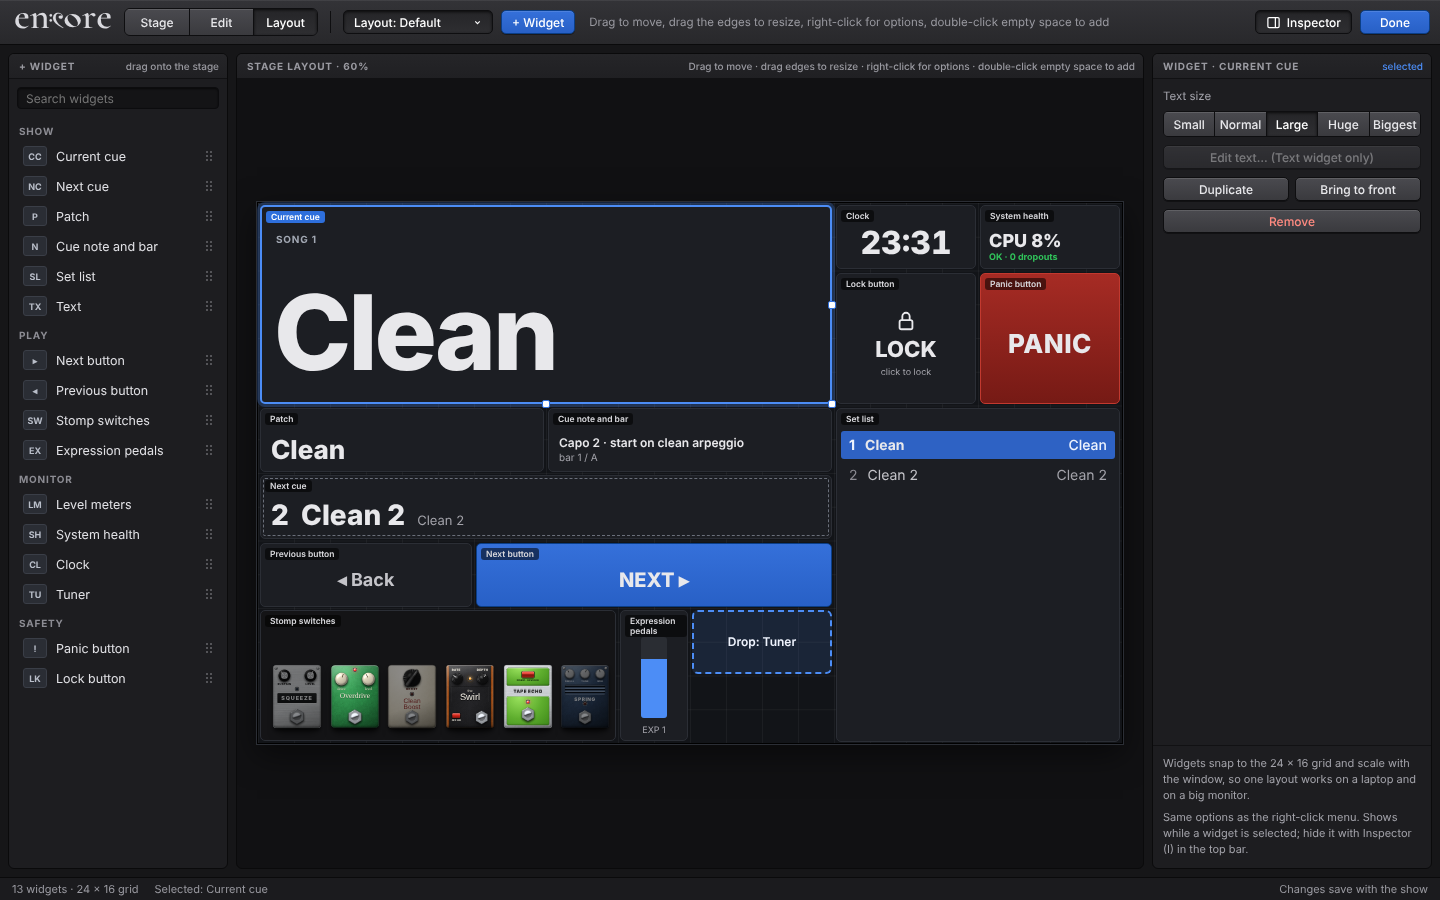 encore
Stage
Edit
Layout
Layout: Default
+ Widget
Drag to move, drag the edges to resize, right-click for options, double-click empty space to add
Inspector
Done
+ WIDGET
drag onto the stage
Search widgets
SHOW
CC Current cue
NC Next cue
P Patch
N Cue note and bar
SL Set list
TX Text
PLAY
Next button
Previous button
SW Stomp switches
EX Expression pedals
MONITOR
LM Level meters
SH System health
CL Clock
TU Tuner
SAFETY
! Panic button
LK Lock button
STAGE LAYOUT · 60%
Drag to move · drag edges to resize · right-click for options · double-click empty space to add
Current cue
SONG 1
Clean
Clock
23:31
System health
CPU 8%
OK · 0 dropouts
Lock button
LOCK
click to lock
Panic button
PANIC
Patch
Clean
Cue note and bar
Capo 2 · start on clean arpeggio
bar 1 / A
Set list
1 Clean Clean
2 Clean 2 Clean 2
Next cue
2 Clean 2 Clean 2
Previous button
◂ Back
Next button
NEXT ▸
Stomp switches
SQUEEZE
Overdrive
Clean
Boost
Swirl
TAPE ECHO
SPRING
Expression
pedals
EXP 1
Drop: Tuner
WIDGET · CURRENT CUE
selected
Text size
Small
Normal
Large
Huge
Biggest
Edit text... (Text widget only)
Duplicate
Bring to front
Remove
Widgets snap to the 24 × 16 grid and scale with
the window, so one layout works on a laptop and
on a big monitor.
Same options as the right-click menu. Shows
while a widget is selected; hide it with Inspector
(I) in the top bar.
13 widgets · 24 × 16 grid
Selected: Current cue
Changes save with the show